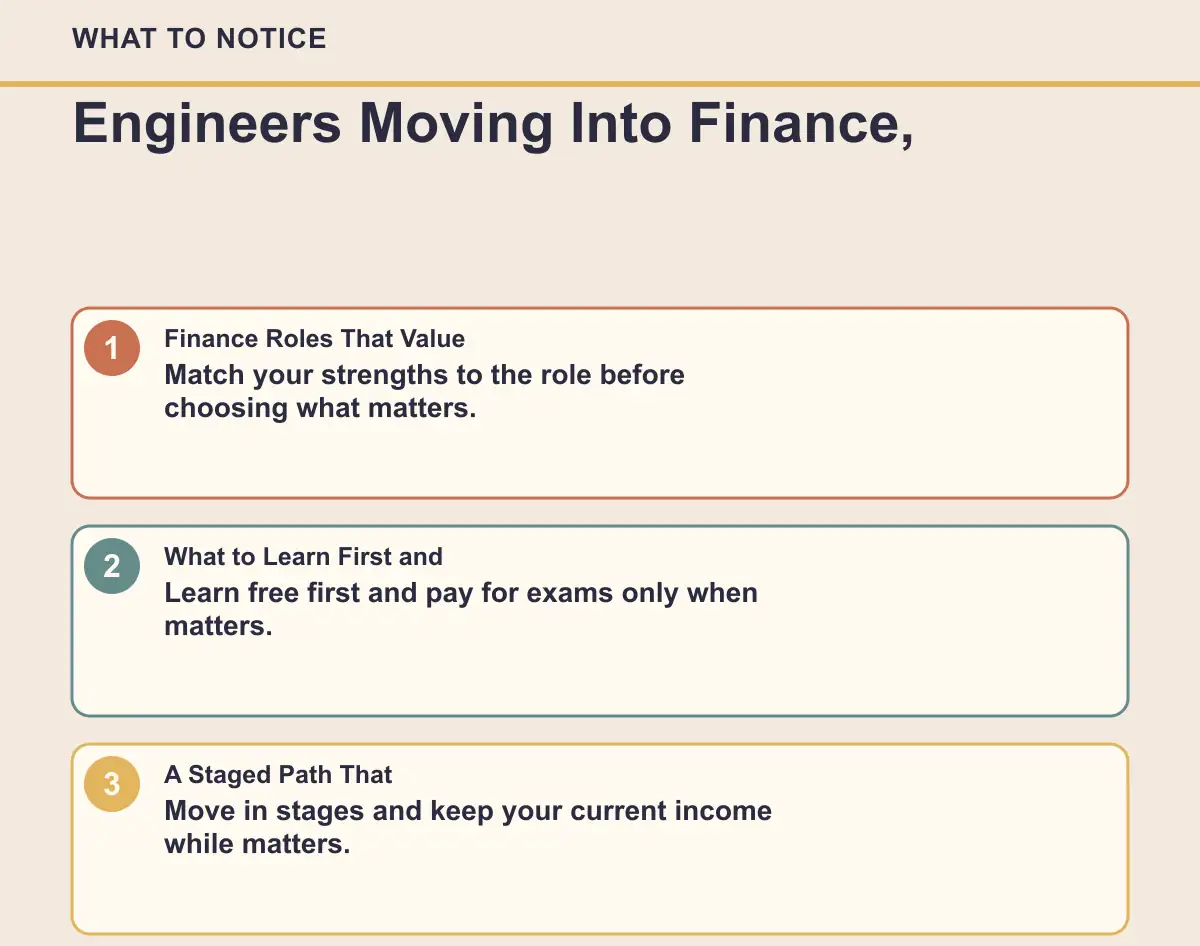 WHAT TO NOTICE
Engineers Moving Into Finance,
1
Finance Roles That Value
Match your strengths to the role before
choosing what matters.
2
What to Learn First and
Learn free first and pay for exams only when
matters.
3
A Staged Path That
Move in stages and keep your current income
while matters.